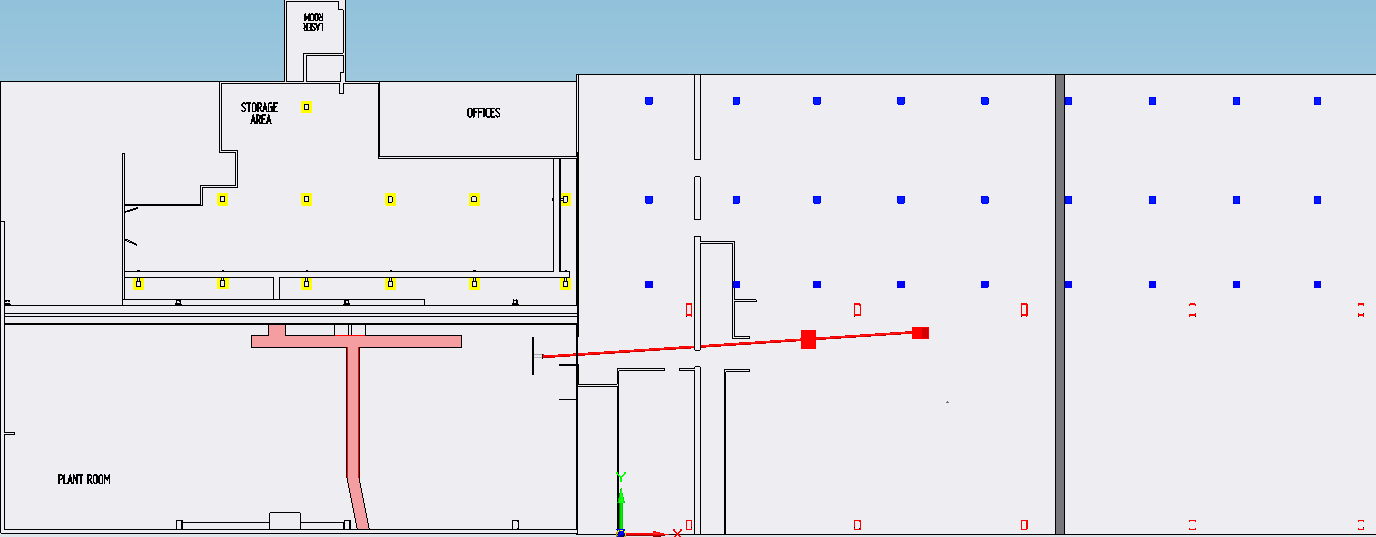 LASER
ROOM
STORAGE
AREA
OFFICES
PLANT ROOM
Y
X